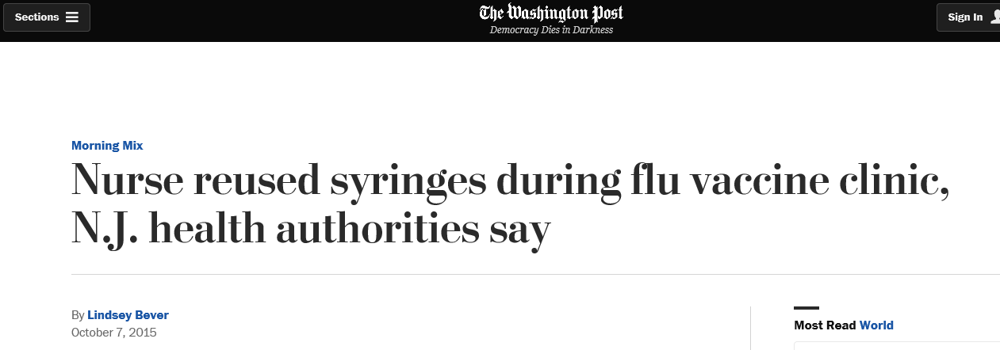 Sections
The Washington Post
Democracy Dies in Darkness
Sign In
Morning Mix
Nurse reused syringes during flu vaccine clinic,
N.J. health authorities say
By Lindsey Bever
October 7, 2015
Most Read World